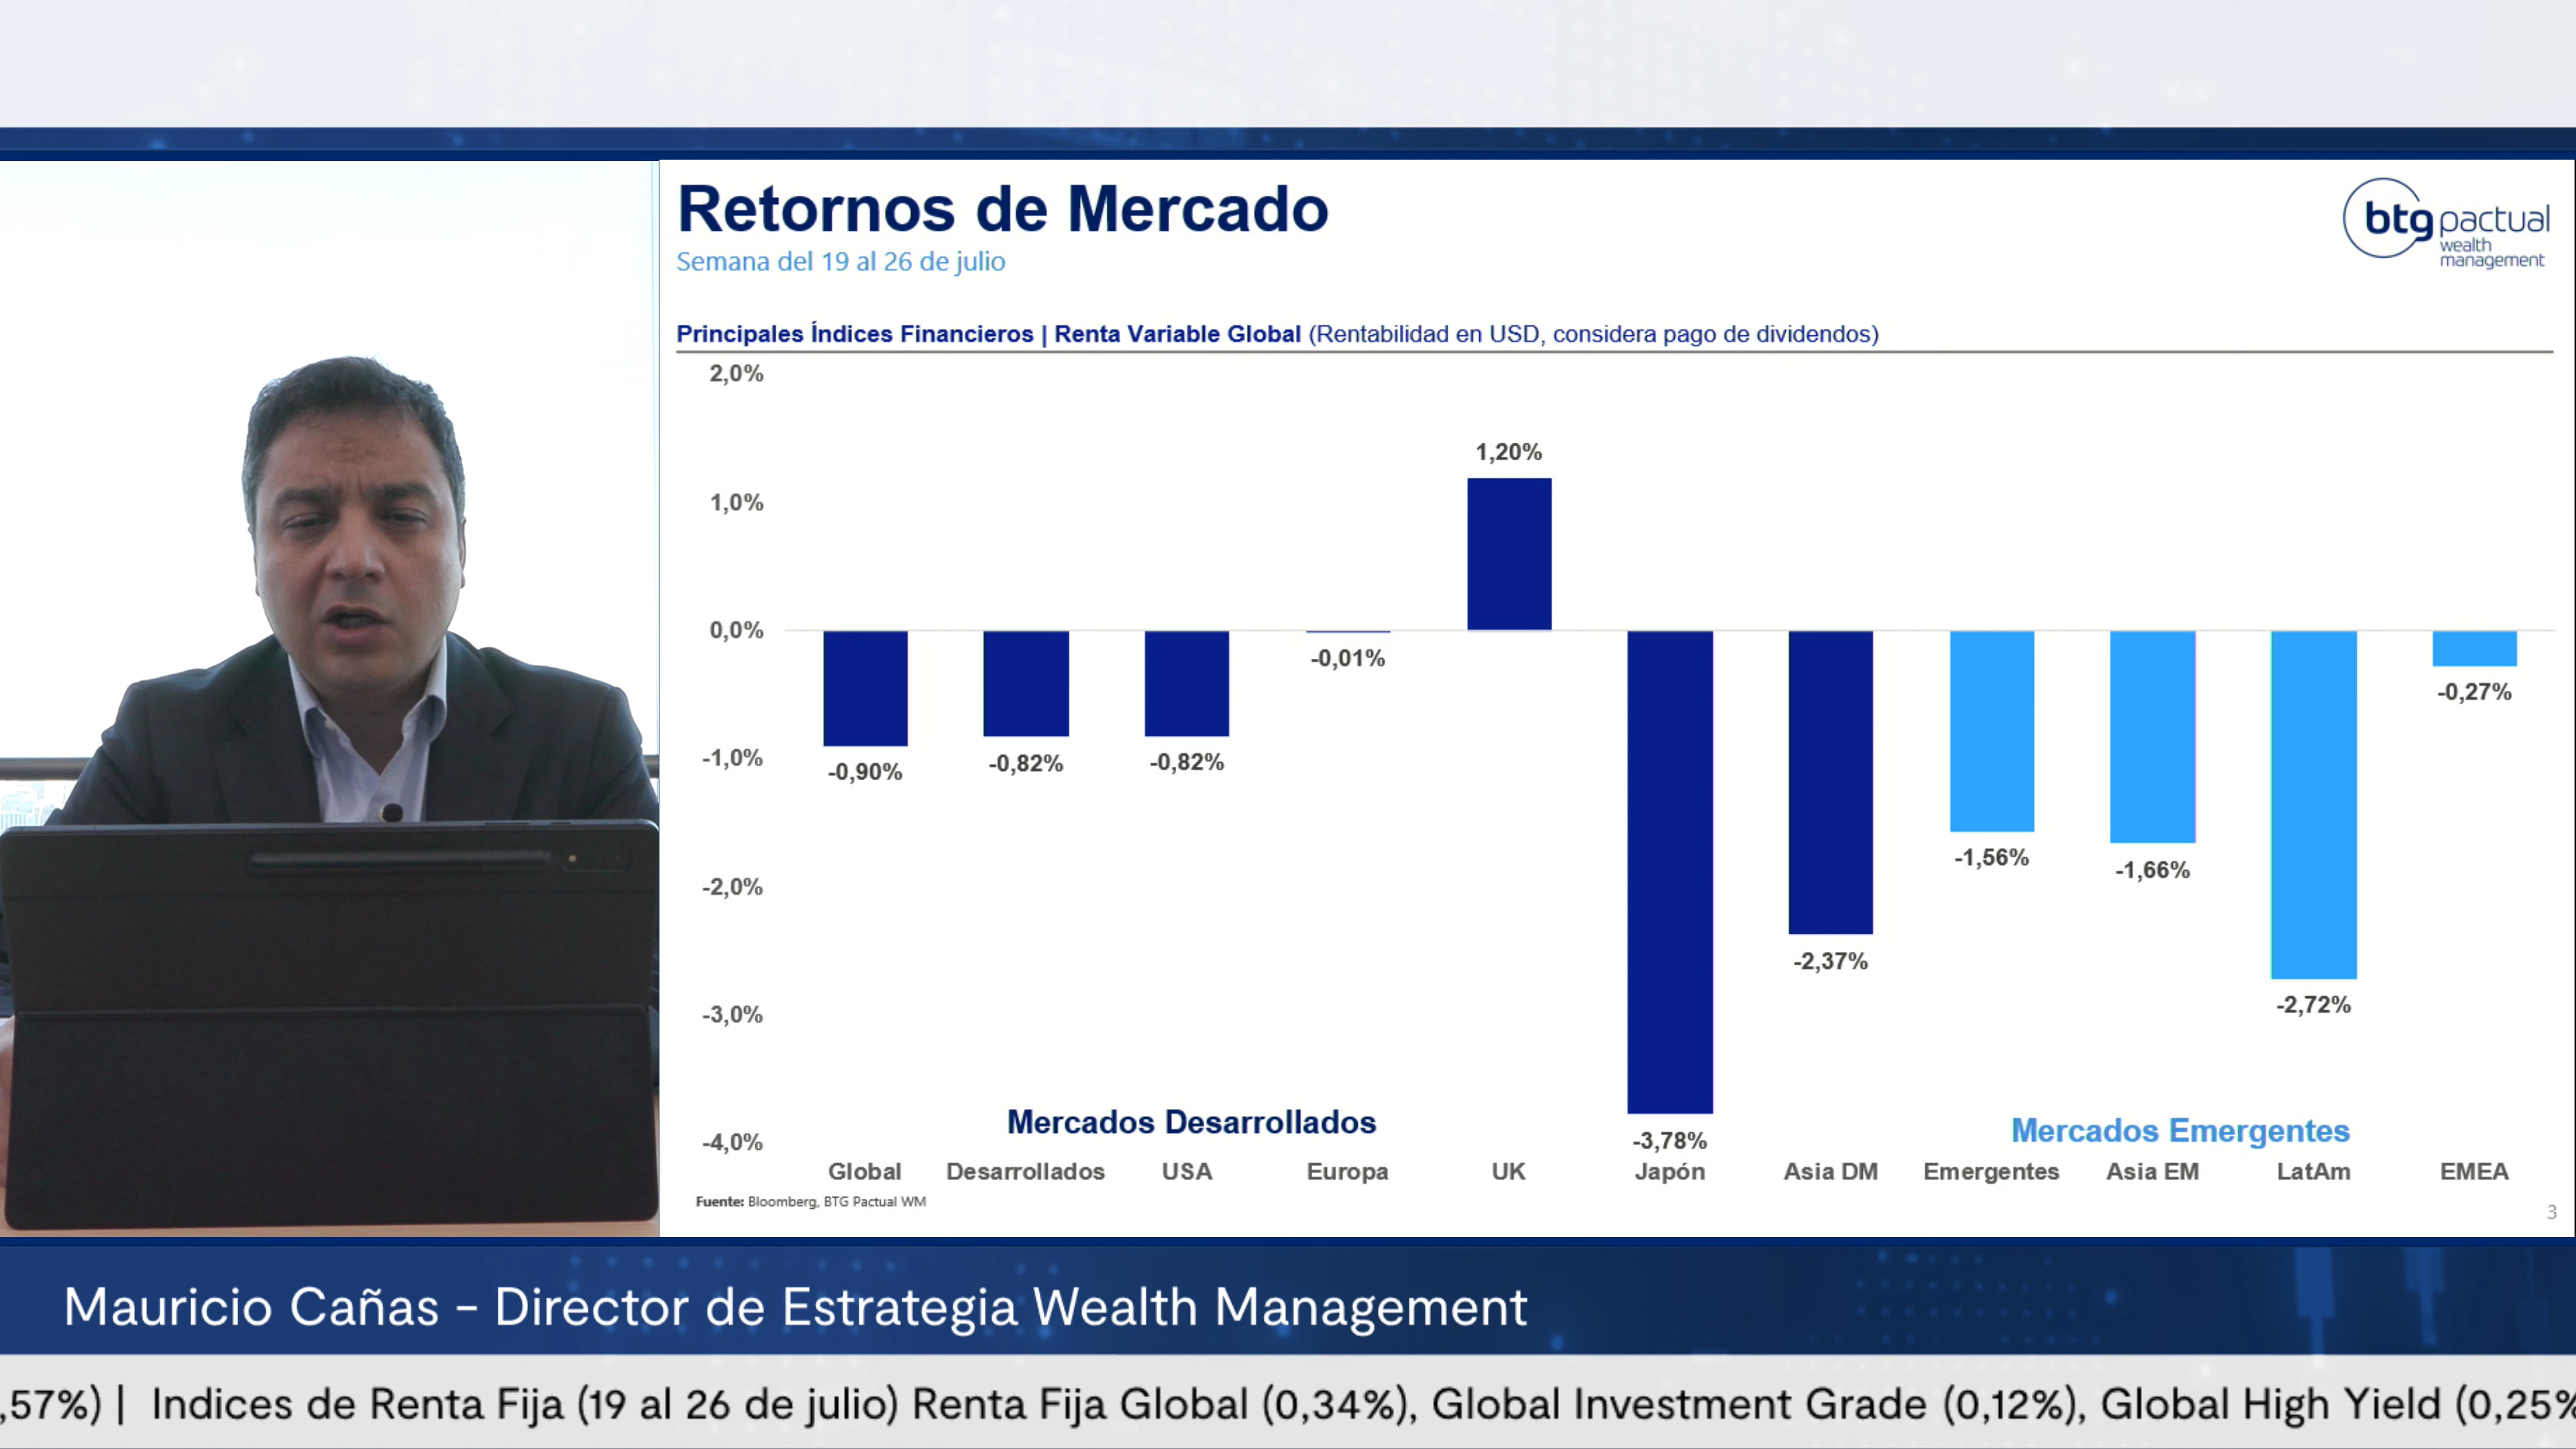 Retornos de Mercado
Semana del 19 al 26 de julio
btg pactual
wealth
management
Principales Índices Financieros | Renta Variable Global (Rentabilidad en USD, considera pago de dividendos)
2,0%
1,0%
0,0%
-1,0%
-2,0%
-3,0%
-4,0%
1,20%
-0,90%
-0,82%
-0,82%
-0,01%
-3,78%
-2,37%
-1,56%
-1,66%
-2,72%
-0,27%
Mercados Desarrollados
Mercados Emergentes
Global Desarrollados USA Europa UK Japón Asia DM Emergentes Asia EM LatAm EMEA
Fuente: Bloomberg, BTG Pactual WM
3
Mauricio Cañas - Director de Estrategia Wealth Management
,57%) | Indices de Renta Fija (19 al 26 de julio) Renta Fija Global (0,34%), Global Investment Grade (0,12%), Global High Yield (0,25%